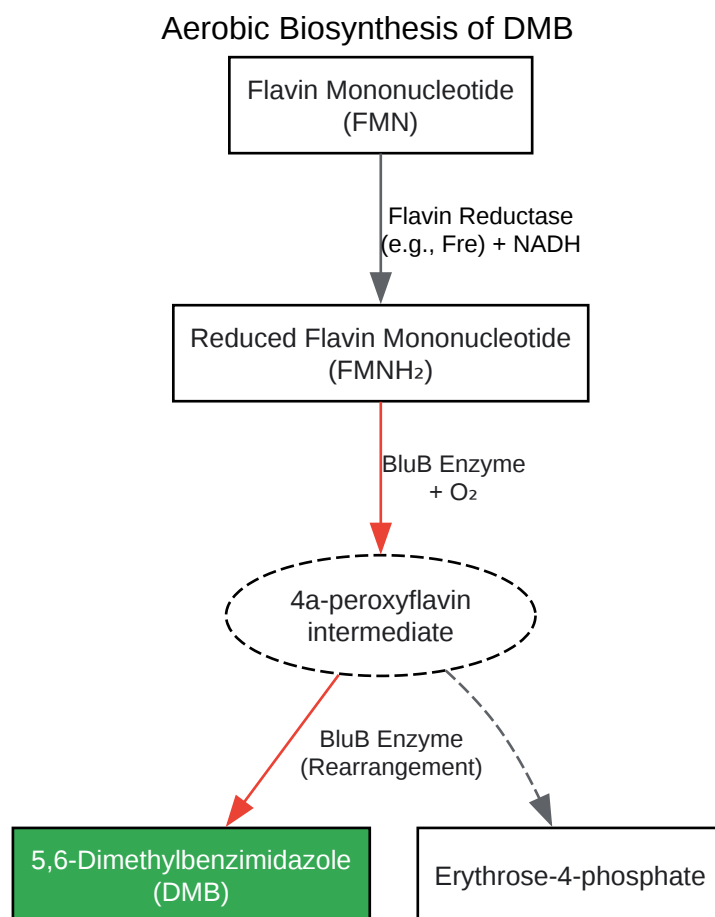 Aerobic Biosynthesis of DMB
Flavin Mononucleotide
(FMN)
Flavin Reductase
(e.g., Fre) + NADH
Reduced Flavin Mononucleotide
(FMNH₂)
BluB Enzyme
+ O₂
4a-peroxyflavin
intermediate
BluB Enzyme
(Rearrangement)
5,6-Dimethylbenzimidazole
(DMB)
Erythrose-4-phosphate